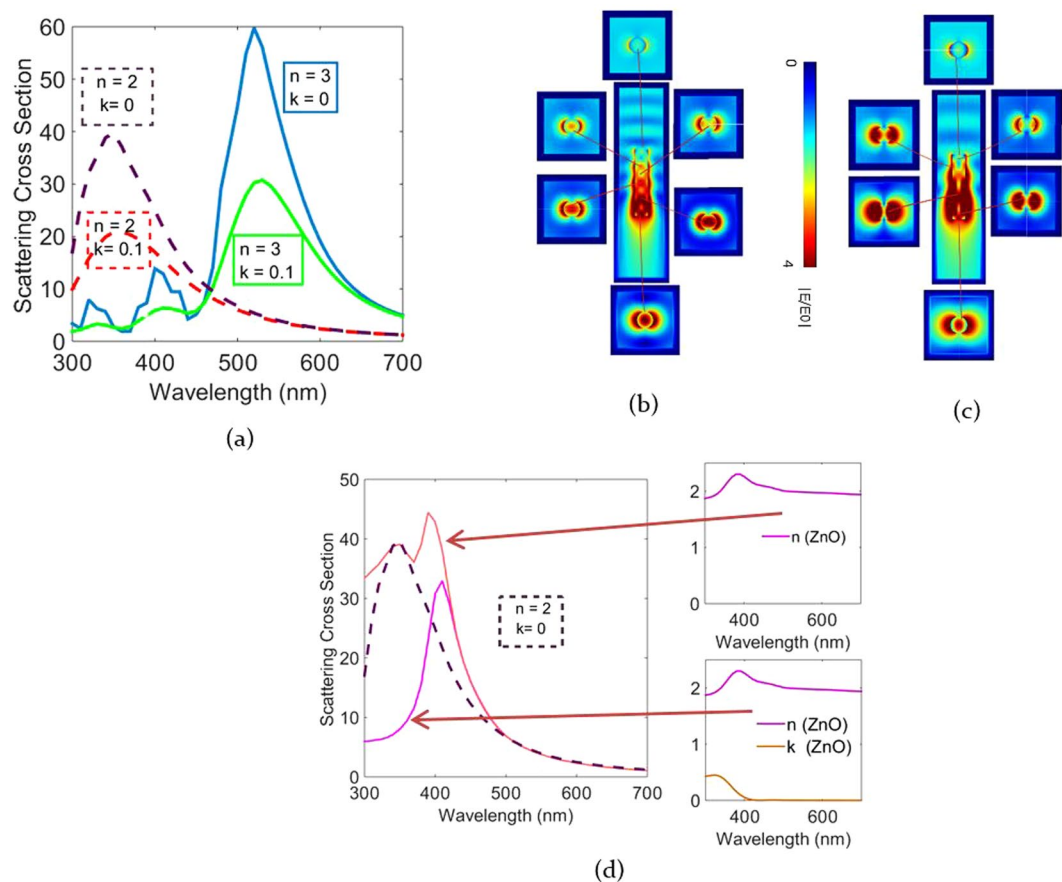 60
50
40
30
20
10
0
Scattering Cross Section
n = 2
k= 0
n = 3
k = 0
n = 2
k= 0.1
n = 3
k = 0.1
300 400 500 600 700
Wavelength (nm)
(a)
(b)
0
4
|E/E0|
(c)
50
40
30
20
10
0
Scattering Cross Section
n = 2
k= 0
300 400 500 600 700
Wavelength (nm)
2
1
0
n (ZnO)
400 600
Wavelength (nm)
2
1
0
n (ZnO)
k (ZnO)
400 600
Wavelength (nm)
(d)